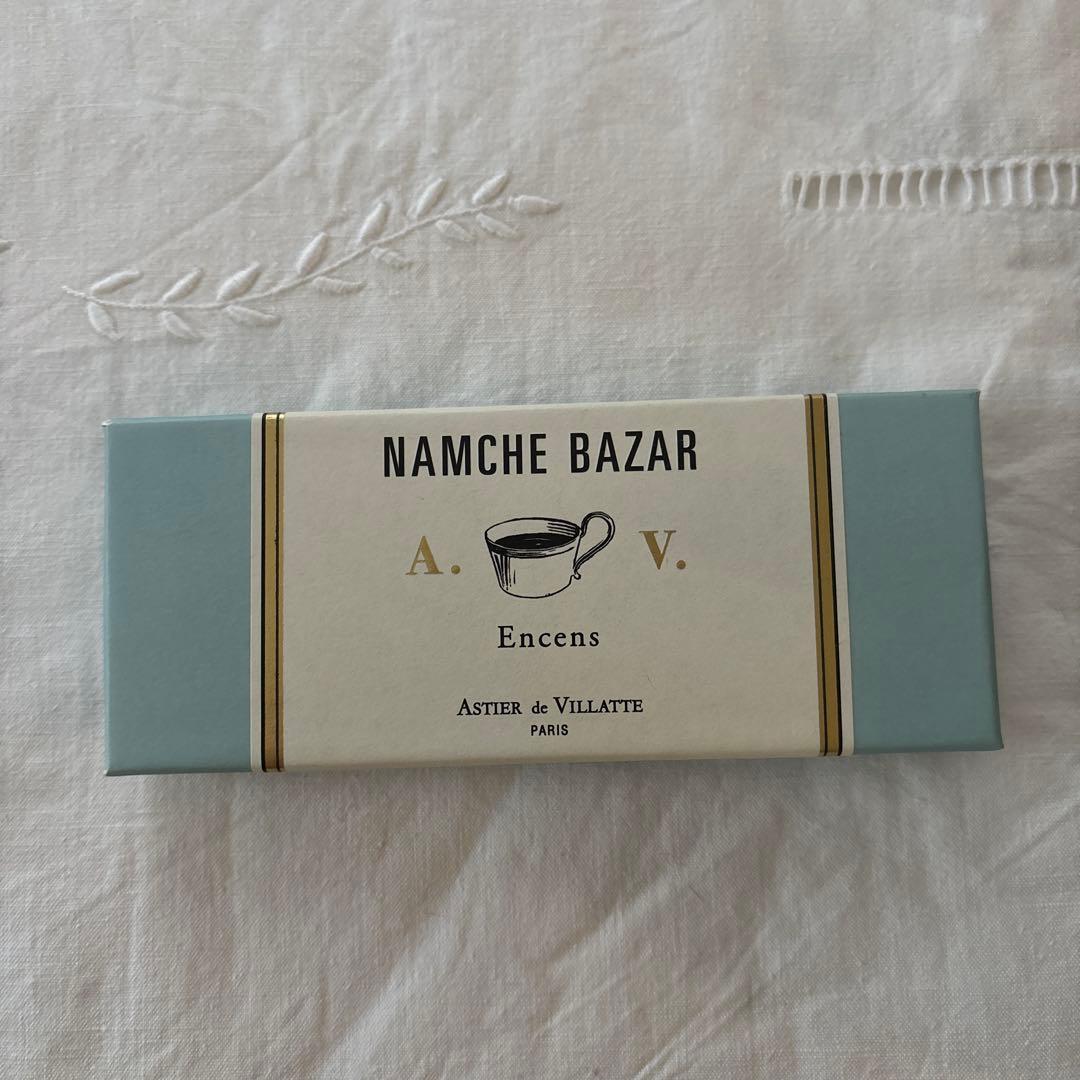 NAMCHE BAZAR
A. V.
Encens
ASTIER de VILLATTE
PARIS